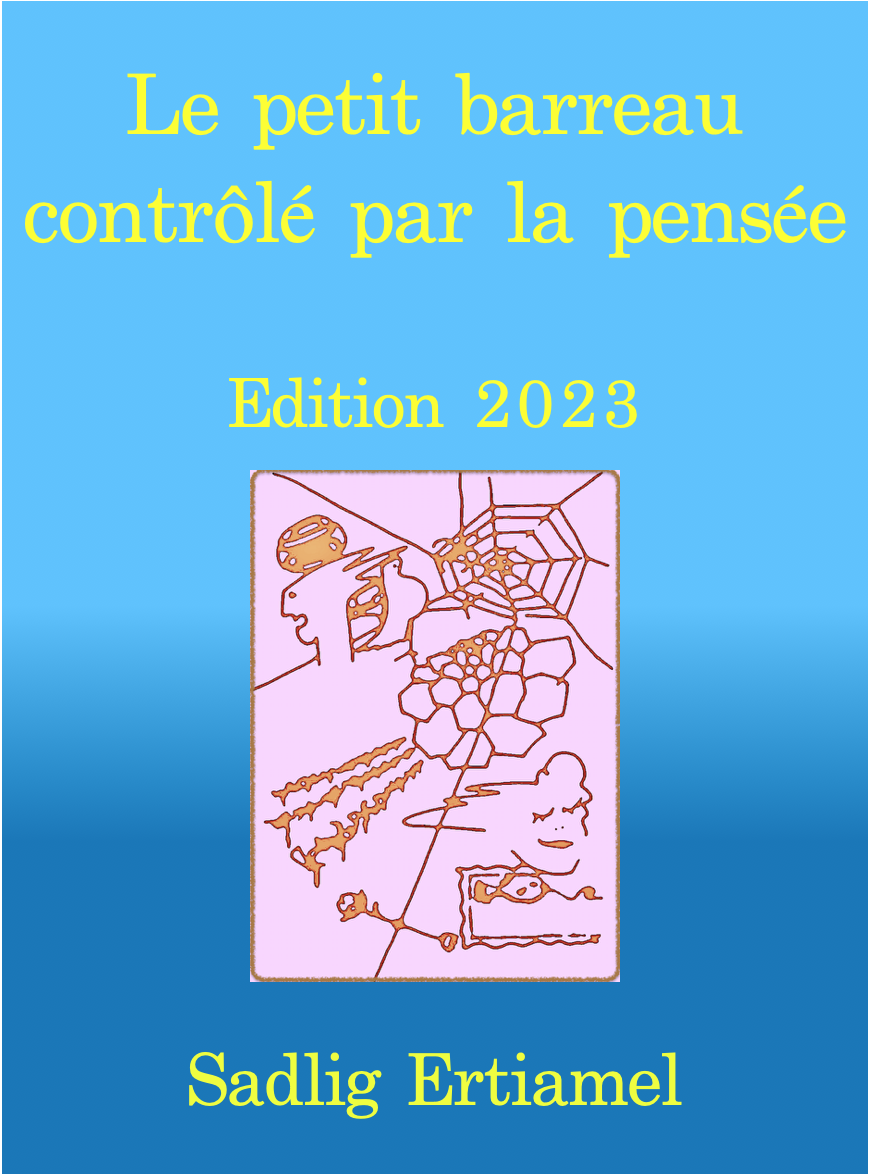 Le petit barreau
contrôlé par la pensée
Edition 2023
Sadlig Ertiamel